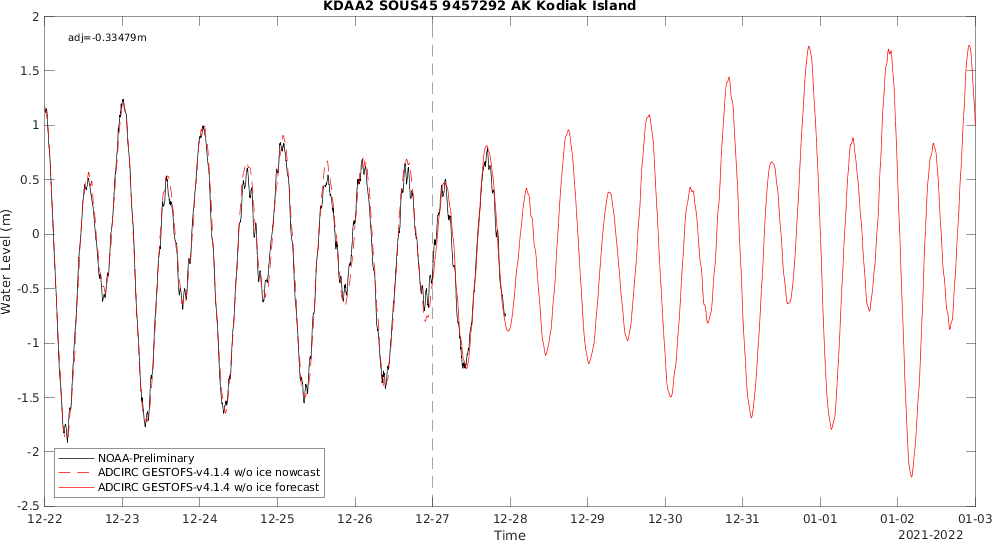 KDAA2 SOUS45 9457292 AK Kodiak Island
adj=-0.33479m
2
1.5
1
0.5
0
-0.5
-1
-1.5
-2
-2.5
Water Level (m)
NOAA-Preliminary
ADCIRC GESTOFS-v4.1.4 w/o ice nowcast
ADCIRC GESTOFS-v4.1.4 w/o ice forecast
12-22 12-23 12-24 12-25 12-26 12-27 12-28 12-29 12-30 12-31 01-01 01-02 01-03
Time
2021-2022